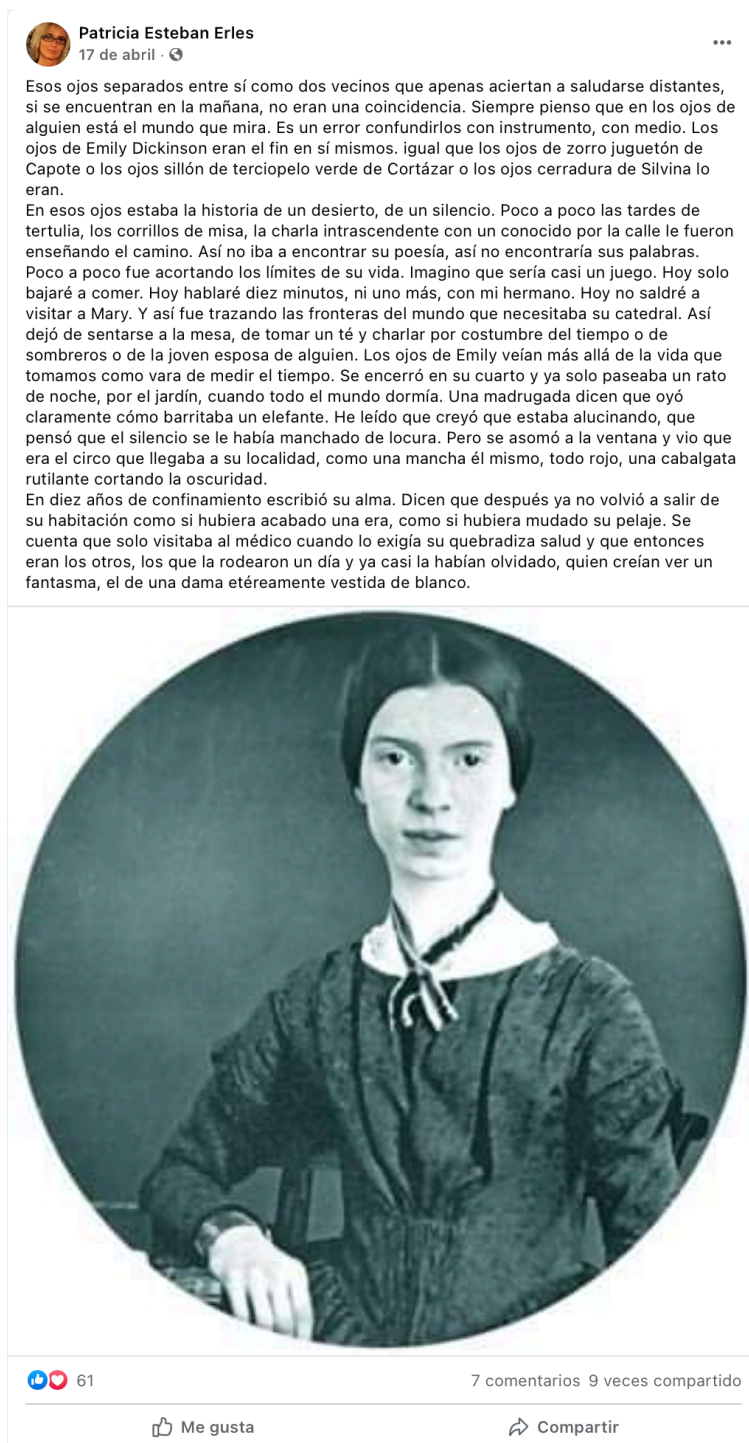 Patricia Esteban Erles
17 de abril ·
Esos ojos separados entre sí como dos vecinos que apenas aciertan a saludarse distantes,
si se encuentran en la mañana, no eran una coincidencia. Siempre pienso que en los ojos de
alguien está el mundo que mira. Es un error confundirlos con instrumento, con medio. Los
ojos de Emily Dickinson eran el fin en sí mismos. igual que los ojos de zorro juguetón de
Capote o los ojos sillón de terciopelo verde de Cortázar o los ojos cerradura de Silvina lo
eran.
En esos ojos estaba la historia de un desierto, de un silencio. Poco a poco las tardes de
tertulia, los corrillos de misa, la charla intrascendente con un conocido por la calle le fueron
enseñando el camino. Así no iba a encontrar su poesía, así no encontraría sus palabras.
Poco a poco fue acortando los límites de su vida. Imagino que sería casi un juego. Hoy solo
bajaré a comer. Hoy hablaré diez minutos, ni uno más, con mi hermano. Hoy no saldré a
visitar a Mary. Y así fue trazando las fronteras del mundo que necesitaba su catedral. Así
dejó de sentarse a la mesa, de tomar un té y charlar por costumbre del tiempo o de
sombreros o de la joven esposa de alguien. Los ojos de Emily veían más allá de la vida que
tomamos como vara de medir el tiempo. Se encerró en su cuarto y ya solo paseaba un rato
de noche, por el jardín, cuando todo el mundo dormía. Una madrugada dicen que oyó
claramente cómo barritaba un elefante. He leído que creyó que estaba alucinando, que
pensó que el silencio se le había manchado de locura. Pero se asomó a la ventana y vio que
era el circo que llegaba a su localidad, como una mancha él mismo, todo rojo, una cabalgata
rutilante cortando la oscuridad.
En diez años de confinamiento escribió su alma. Dicen que después ya no volvió a salir de
su habitación como si hubiera acabado una era, como si hubiera mudado su pelaje. Se
cuenta que solo visitaba al médico cuando lo exigía su quebradiza salud y que entonces
eran los otros, los que la rodearon un día y ya casi la habían olvidado, quien creían ver un
fantasma, el de una dama etéreamente vestida de blanco.
61 7 comentarios 9 veces compartido
Me gusta Compartir